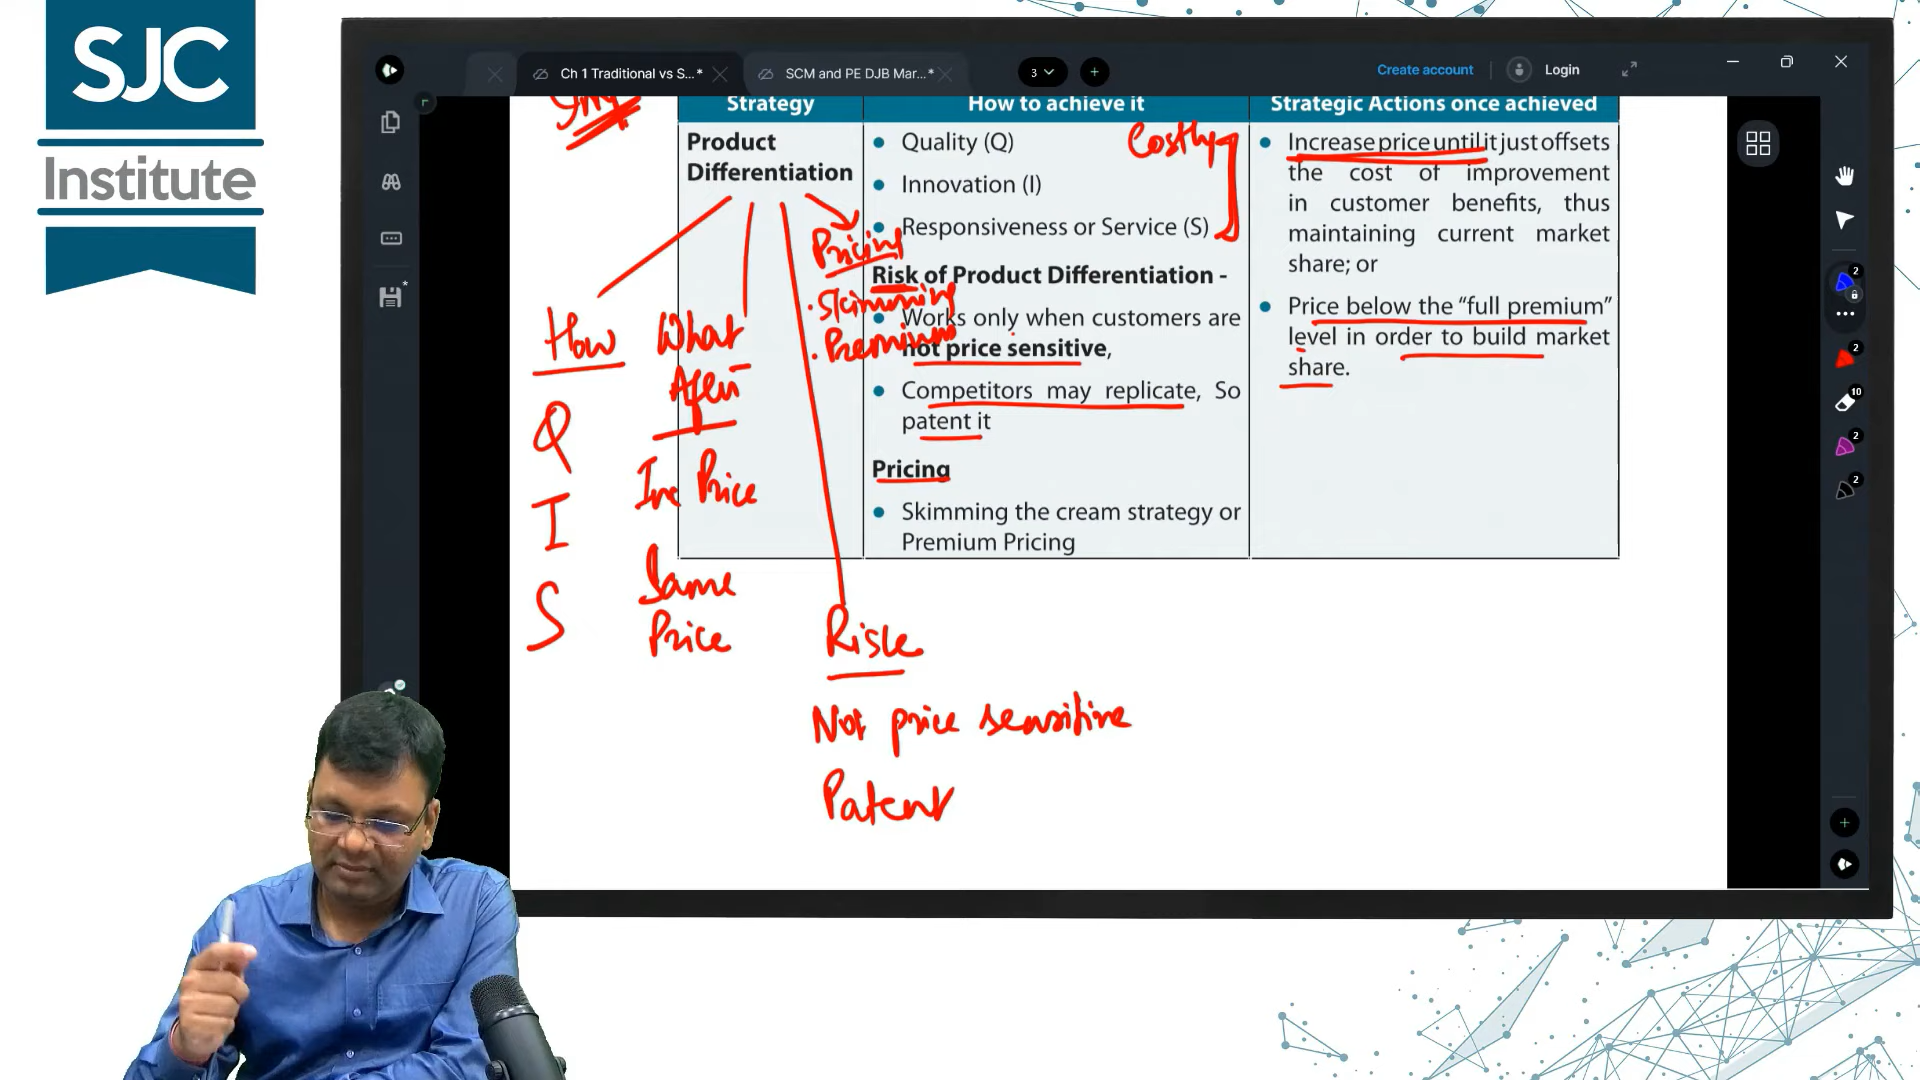 SJC
Institute
Ch 1 Traditional vs S...*
SCM and PE DJB Mar...*
3
Create account
Login
Strategy
How to achieve it
Strategic Actions once achieved
Product
Differentiation
Quality (Q)
Innovation (I)
Responsiveness or Service (S)
Costly
Risk of Product Differentiation -
Works only when customers are
not price sensitive,
Competitors may replicate, So
patent it
Pricing
Skimming the cream strategy or
Premium Pricing
Increase price until it just offsets
the cost of improvement
in customer benefits, thus
maintaining current market
share; or
Price below the "full premium"
level in order to build market
share.
Pricing
Skimming
Premium
How
Q
I
S
What
After
Inc Price
Same
Price
Risk
Not price sensitive
Patent
2
2
10
2
2